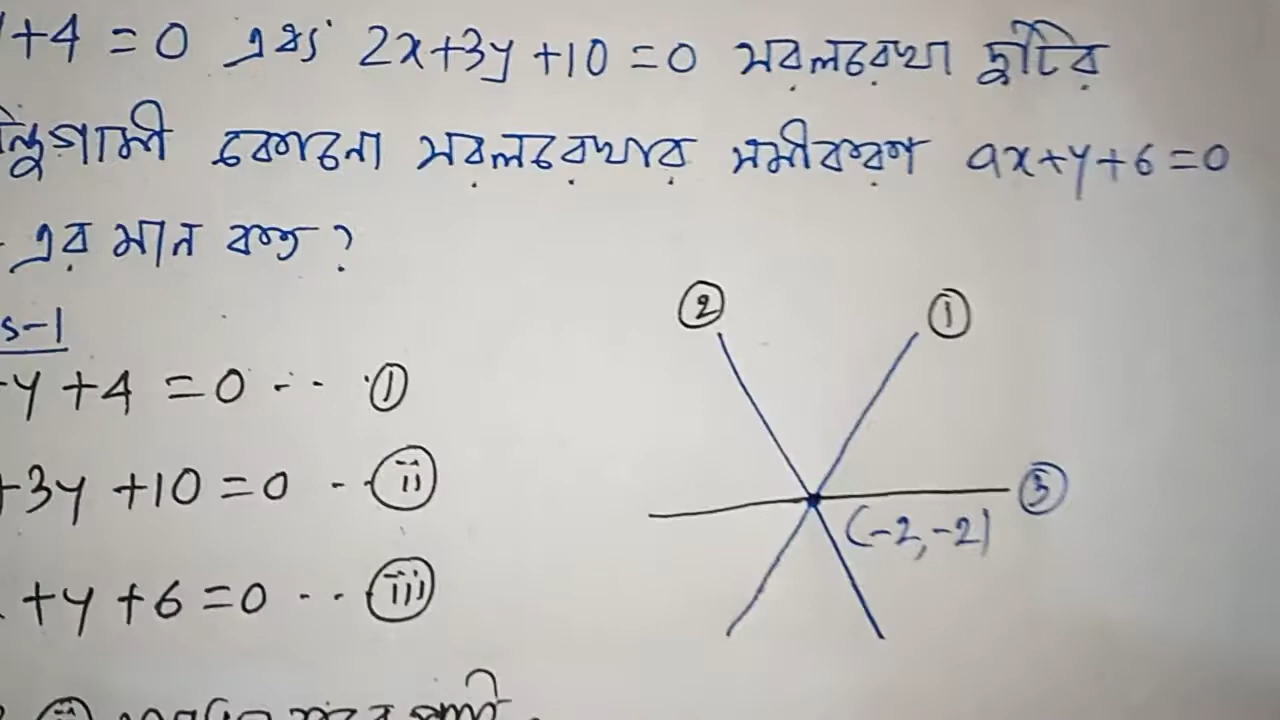 +4 = 0 এবং 2x+3y+10=0 সরলরেখা দুটির
ন্দুগামী কোনো সরলরেখার সমীকরণ ax+y+6=0
এর মান কত ?
s-1
y+4 = 0 ... ①
+3y+10=0 -- ⅱ
+y+6=0 ... ⅲ
② ①
③
(-2,-2)
ⅱ